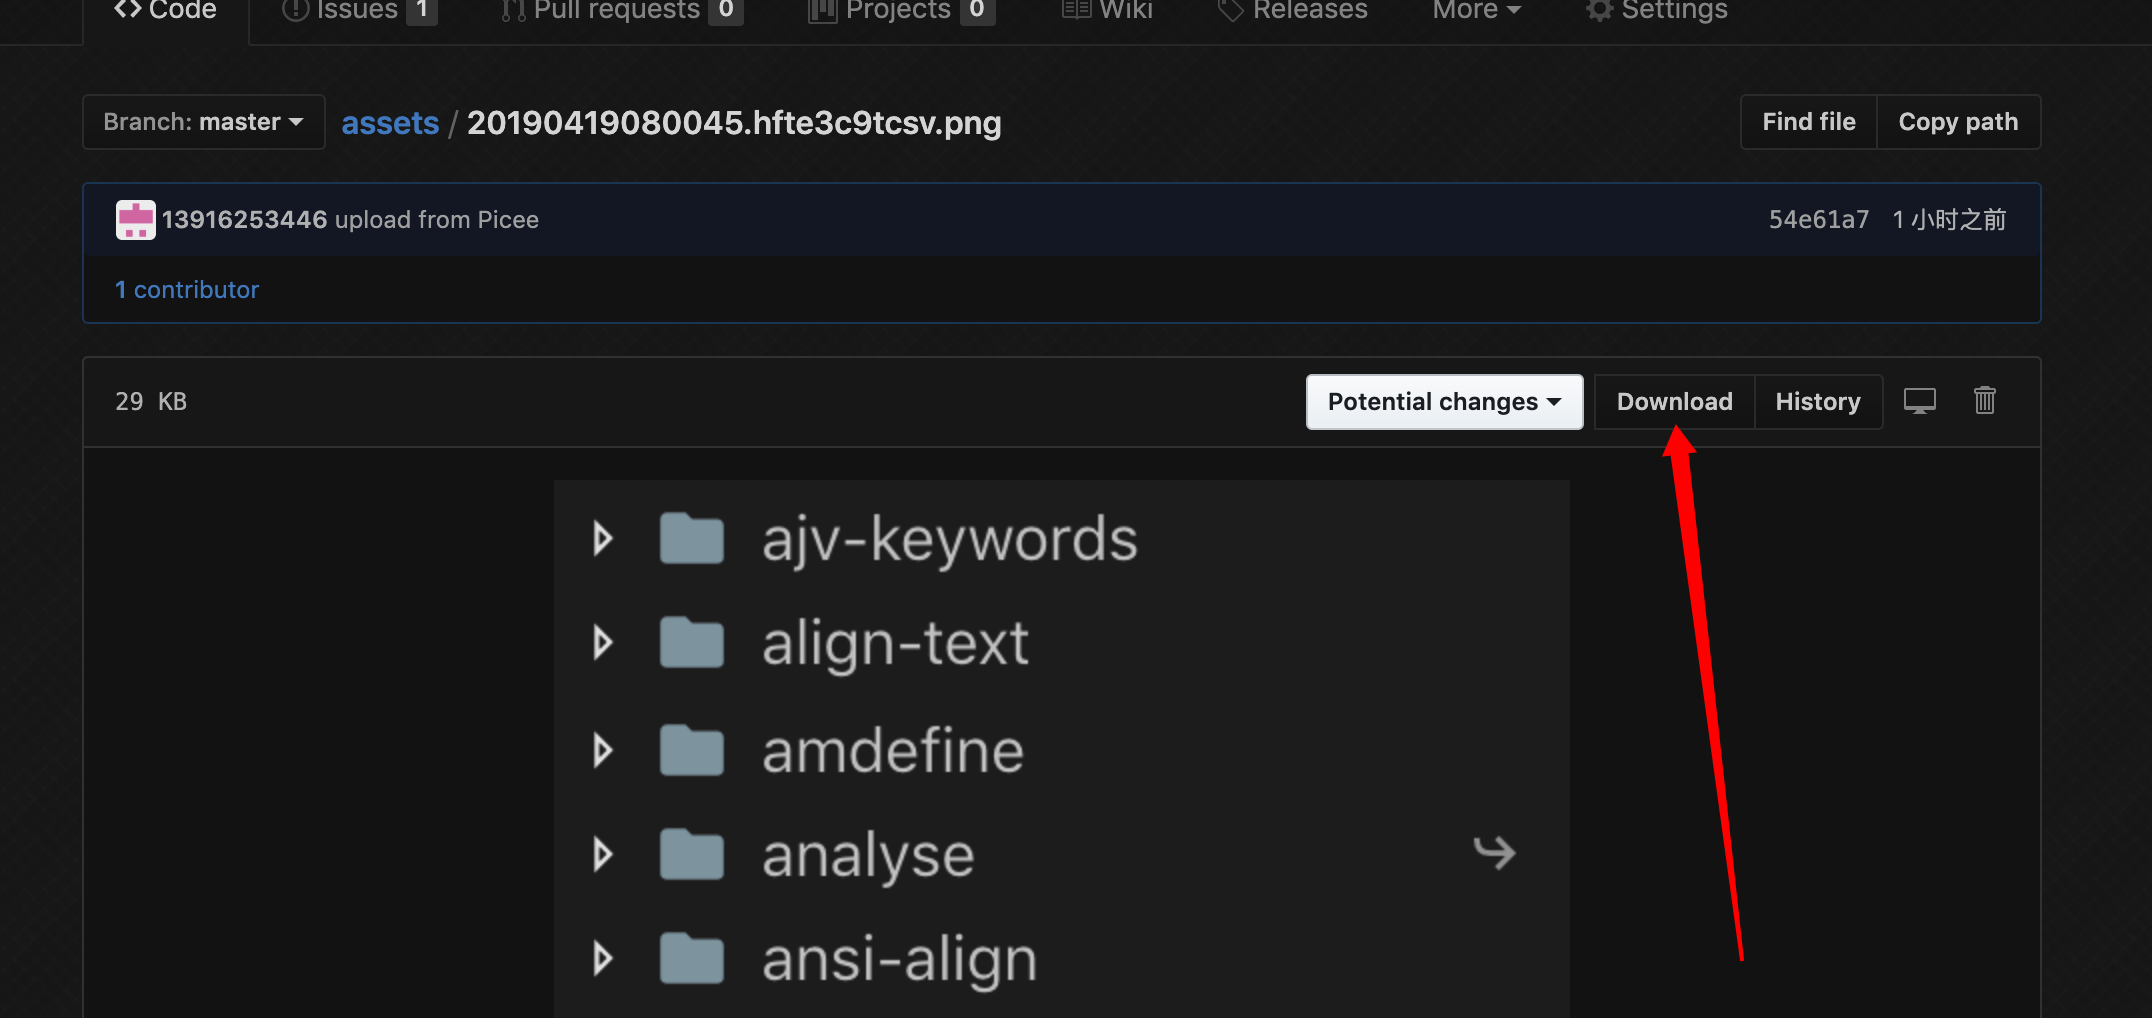 Code Issues 1 Pull requests 0 Projects 0 Wiki Releases More Settings
Branch: master assets / 20190419080045.hfte3c9tcsv.png Find file Copy path
13916253446 upload from Picee 54e61a7 1 小时之前
1 contributor
29 KB Potential changes Download History
ajv-keywords
align-text
amdefine
analyse
ansi-align